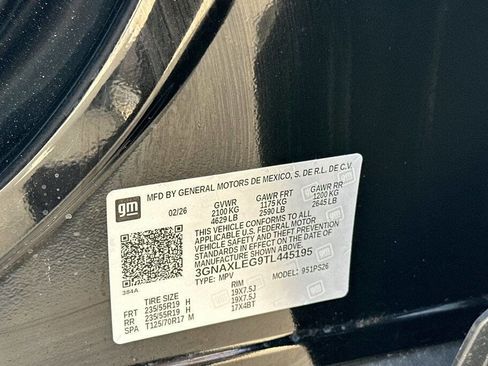 gm
MFD BY GENERAL MOTORS DE MEXICO, S. DE R.L. DE C.V.
02/26 GVWR GAWR FRT GAWR RR
2100 KG 1175 KG 1200 KG
4629 LB 2590 LB 2645 LB
THIS VEHICLE CONFORMS TO ALL
APPLICABLE U.S. FEDERAL MOTOR
VEHICLE SAFETY AND THEFT PREVENTION
STANDARDS IN EFFECT ON THE DATE OF
MANUFACTURE SHOWN ABOVE.
3GNAXLEG9TL445195
TYPE: MPV MODEL: 951PS26
384A
TIRE SIZE RIM
FRT 235/55R19 H 19X7.5J
RR 235/55R19 H 19X7.5J
SPA T125/70R17 M 17X4BT